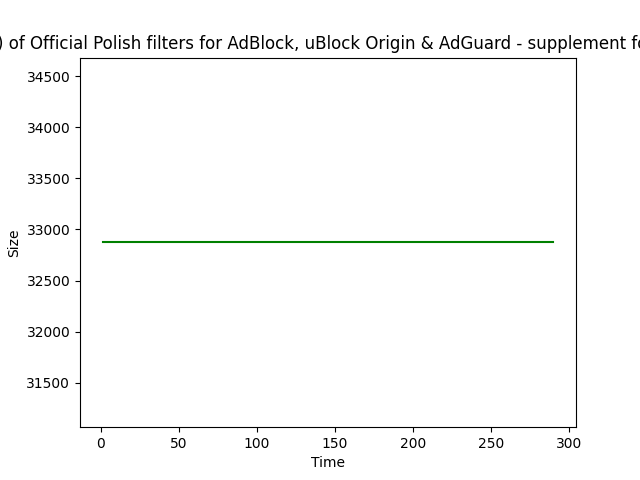 ) of Official Polish filters for AdBlock, uBlock Origin & AdGuard - supplement fo
34500
34000
33500
33000
32500
32000
31500
Size
0 50 100 150 200 250 300
Time